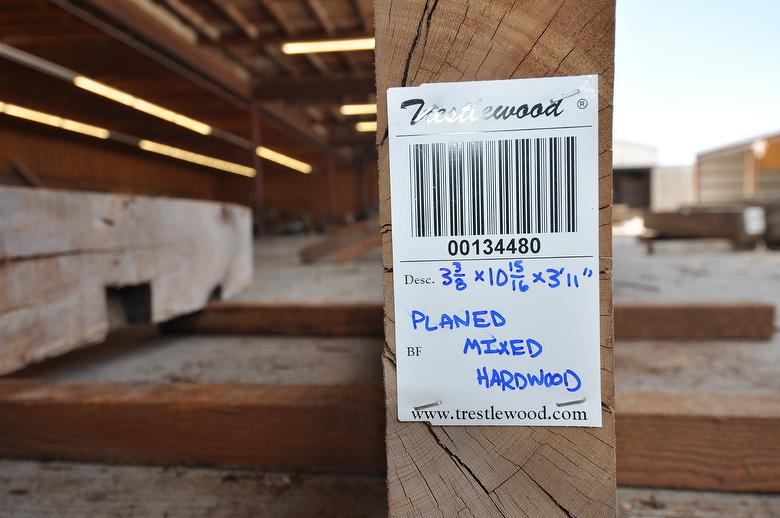 Trestlewood ®
00134480
Desc. 3 3/8 x 10 15/16 x 3'11"
PLANED
BF MIXED
HARDWOOD
www.trestlewood.com